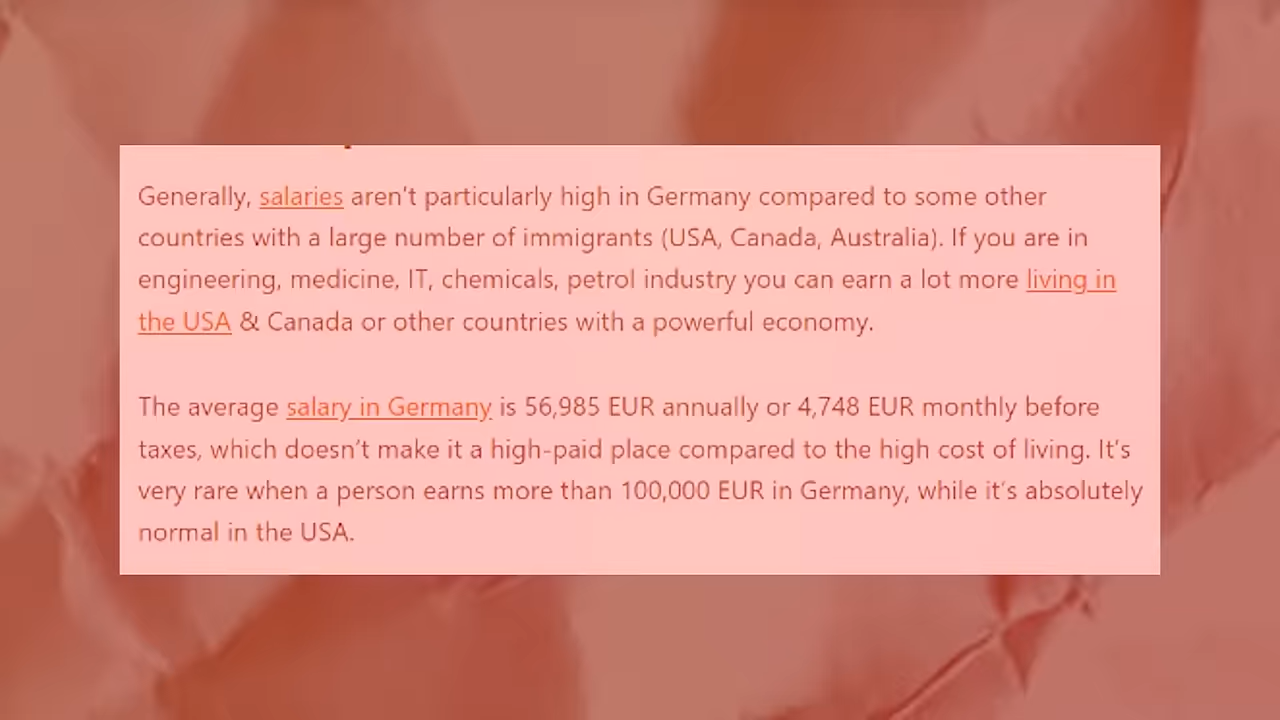 Generally, salaries aren't particularly high in Germany compared to some other
countries with a large number of immigrants (USA, Canada, Australia). If you are in
engineering, medicine, IT, chemicals, petrol industry you can earn a lot more living in
the USA & Canada or other countries with a powerful economy.
The average salary in Germany is 56,985 EUR annually or 4,748 EUR monthly before
taxes, which doesn’t make it a high-paid place compared to the high cost of living. It’s
very rare when a person earns more than 100,000 EUR in Germany, while it’s absolutely
normal in the USA.